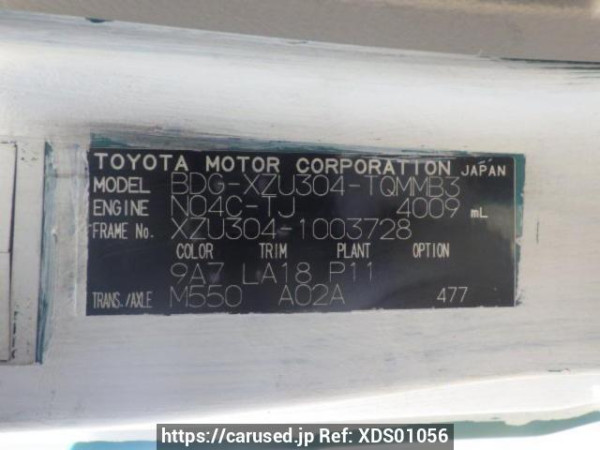 TOYOTA MOTOR CORPORATION JAPAN
MODEL BDG-XZU304-TQMMB3
ENGINE N04C-TJ 4009 mL
FRAME No. XZU304-1003728
COLOR TRIM PLANT OPTION
9A7 LA18 P11
TRANS./AXLE M550 A02A 477
https://carused.jp Ref: XDS01056